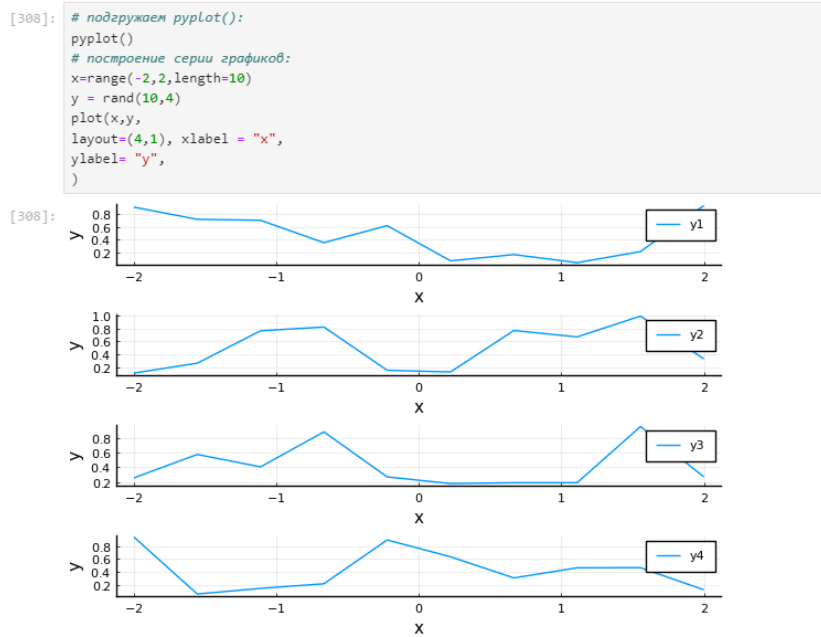 [308]:
# подгружаем pyplot():
pyplot()
# построение серии графиков:
x=range(-2,2,length=10)
y = rand(10,4)
plot(x,y,
layout=(4,1), xlabel = "x",
ylabel= "y",
)
[308]:
0.8
0.6
0.4
0.2
y
y1
−2 −1 0 1 2
x
1.0
0.8
0.6
0.4
0.2
y
y2
−2 −1 0 1 2
x
0.8
0.6
0.4
0.2
y
y3
−2 −1 0 1 2
x
0.8
0.6
0.4
0.2
y
y4
−2 −1 0 1 2
x